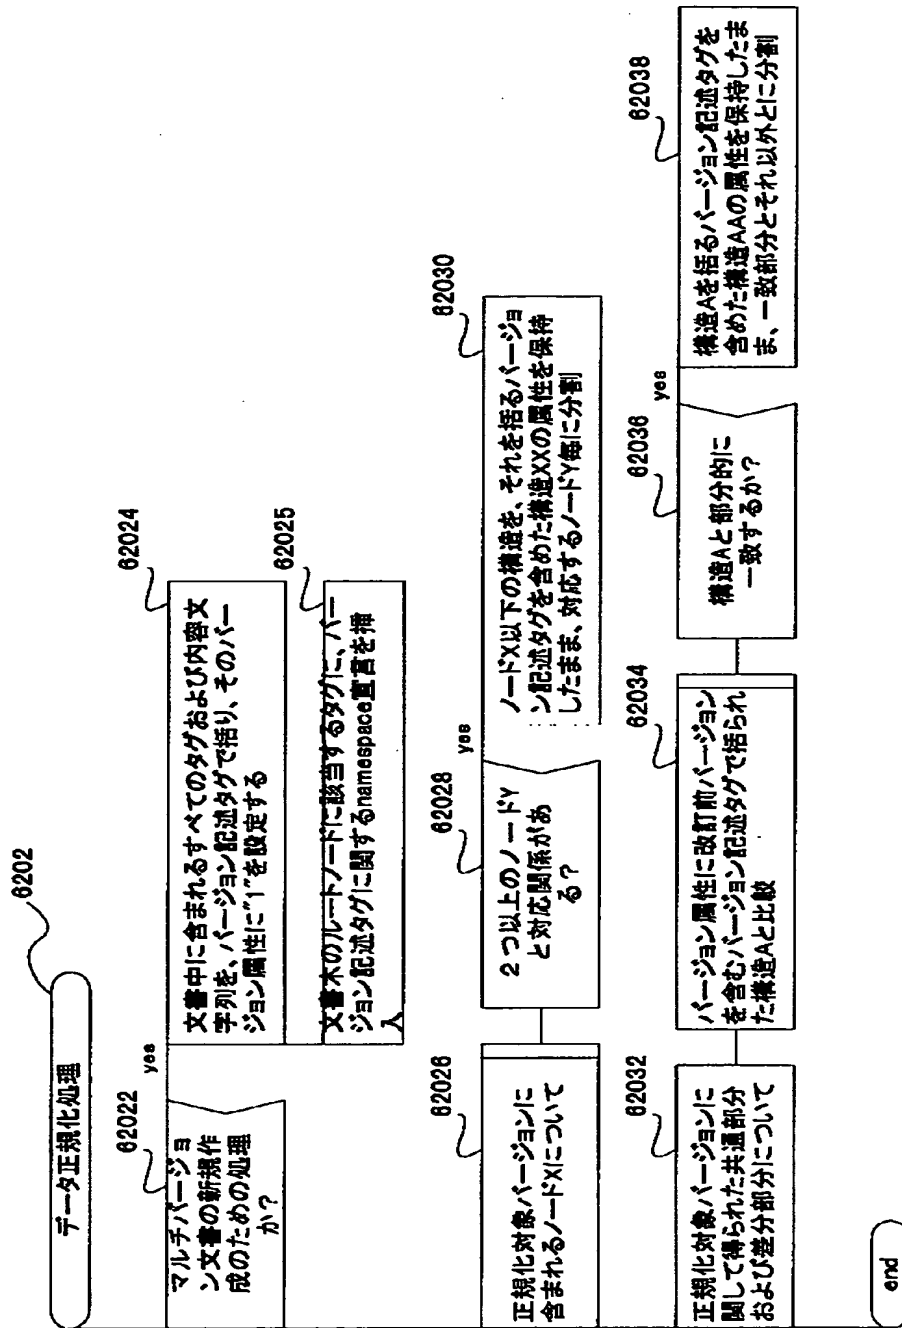 6202
データ正規化処理
62022
マルチバージョ
ン文書の新規作
成のための処理
か?
yes
62024
文書中に含まれるすべてのタグおよび内容文
字列を、バージョン記述タグで括り、そのバー
ジョン属性に"1"を設定する
62025
文書木のルートノードに該当するタグに、バー
ジョン記述タグに関するnamespace宣言を挿
入
62026
正規化対象バージョンに
含まれるノードXについて
62028
2つ以上のノードY
と対応関係があ
る?
yes
62030
ノードX以下の構造を、それを括るバージョ
ン記述タグを含めた構造XXの属性を保持
したまま、対応するノードY毎に分割
62032
正規化対象バージョンに
関して得られた共通部分
および差分部分について
62034
バージョン属性に改訂前バージョン
を含むバージョン記述タグで括られ
た構造Aと比較
62036
構造Aと部分的に
一致するか?
yes
62038
構造Aを括るバージョン記述タグを
含めた構造AAの属性を保持したま
ま、一致部分とそれ以外とに分割
end